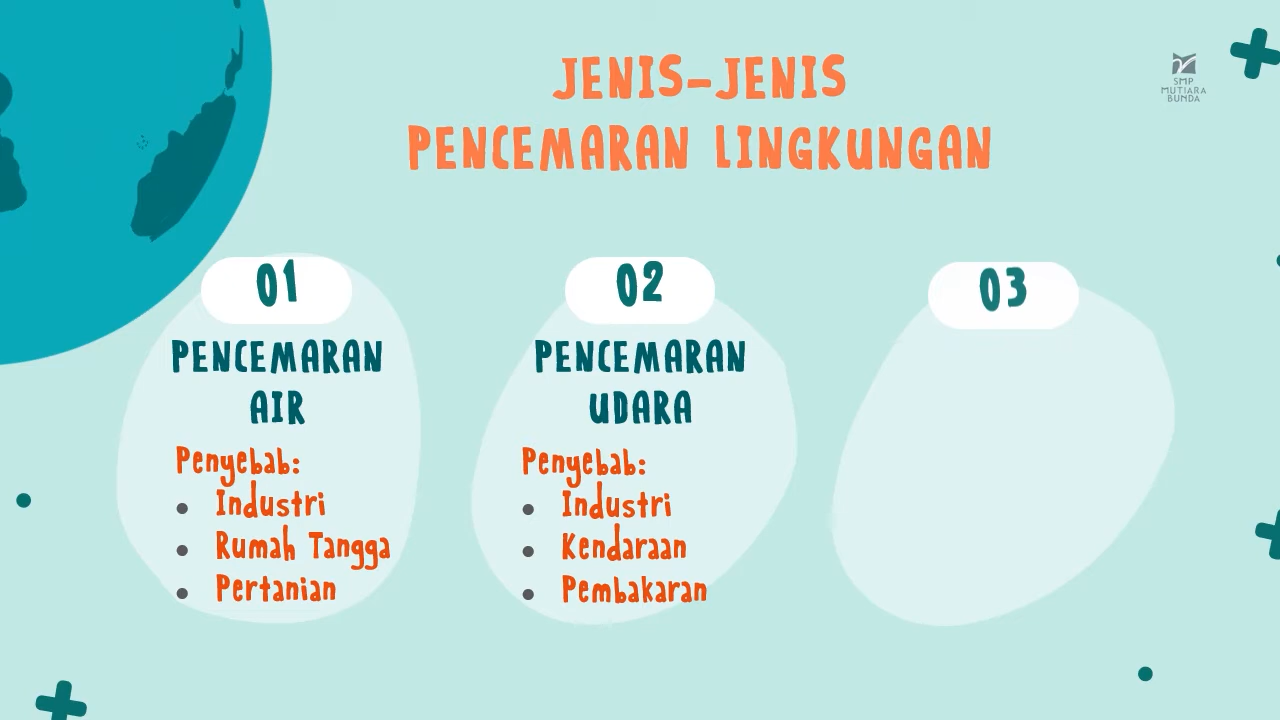 JENIS-JENIS
PENCEMARAN LINGKUNGAN
SMP
MUTIARA
BUNDA
01
PENCEMARAN
AIR
Penyebab:
Industri
Rumah Tangga
Pertanian
02
PENCEMARAN
UDARA
Penyebab:
Industri
Kendaraan
Pembakaran
03